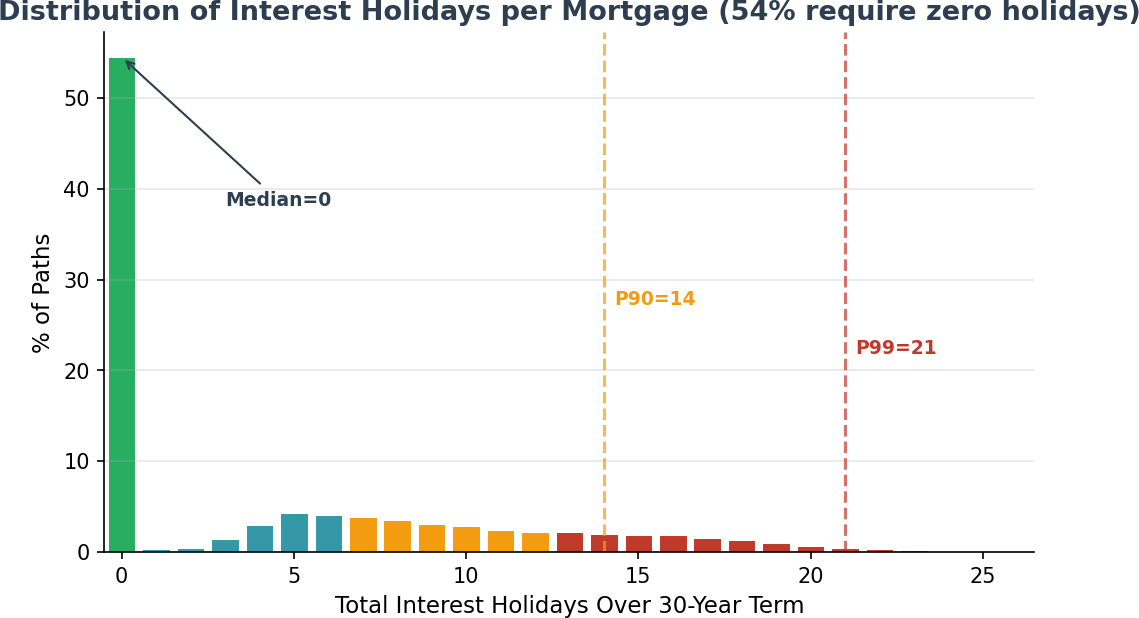 Distribution of Interest Holidays per Mortgage (54% require zero holidays)
50
40
30
20
10
0
% of Paths
Median=0
P90=14
P99=21
0 5 10 15 20 25
Total Interest Holidays Over 30-Year Term